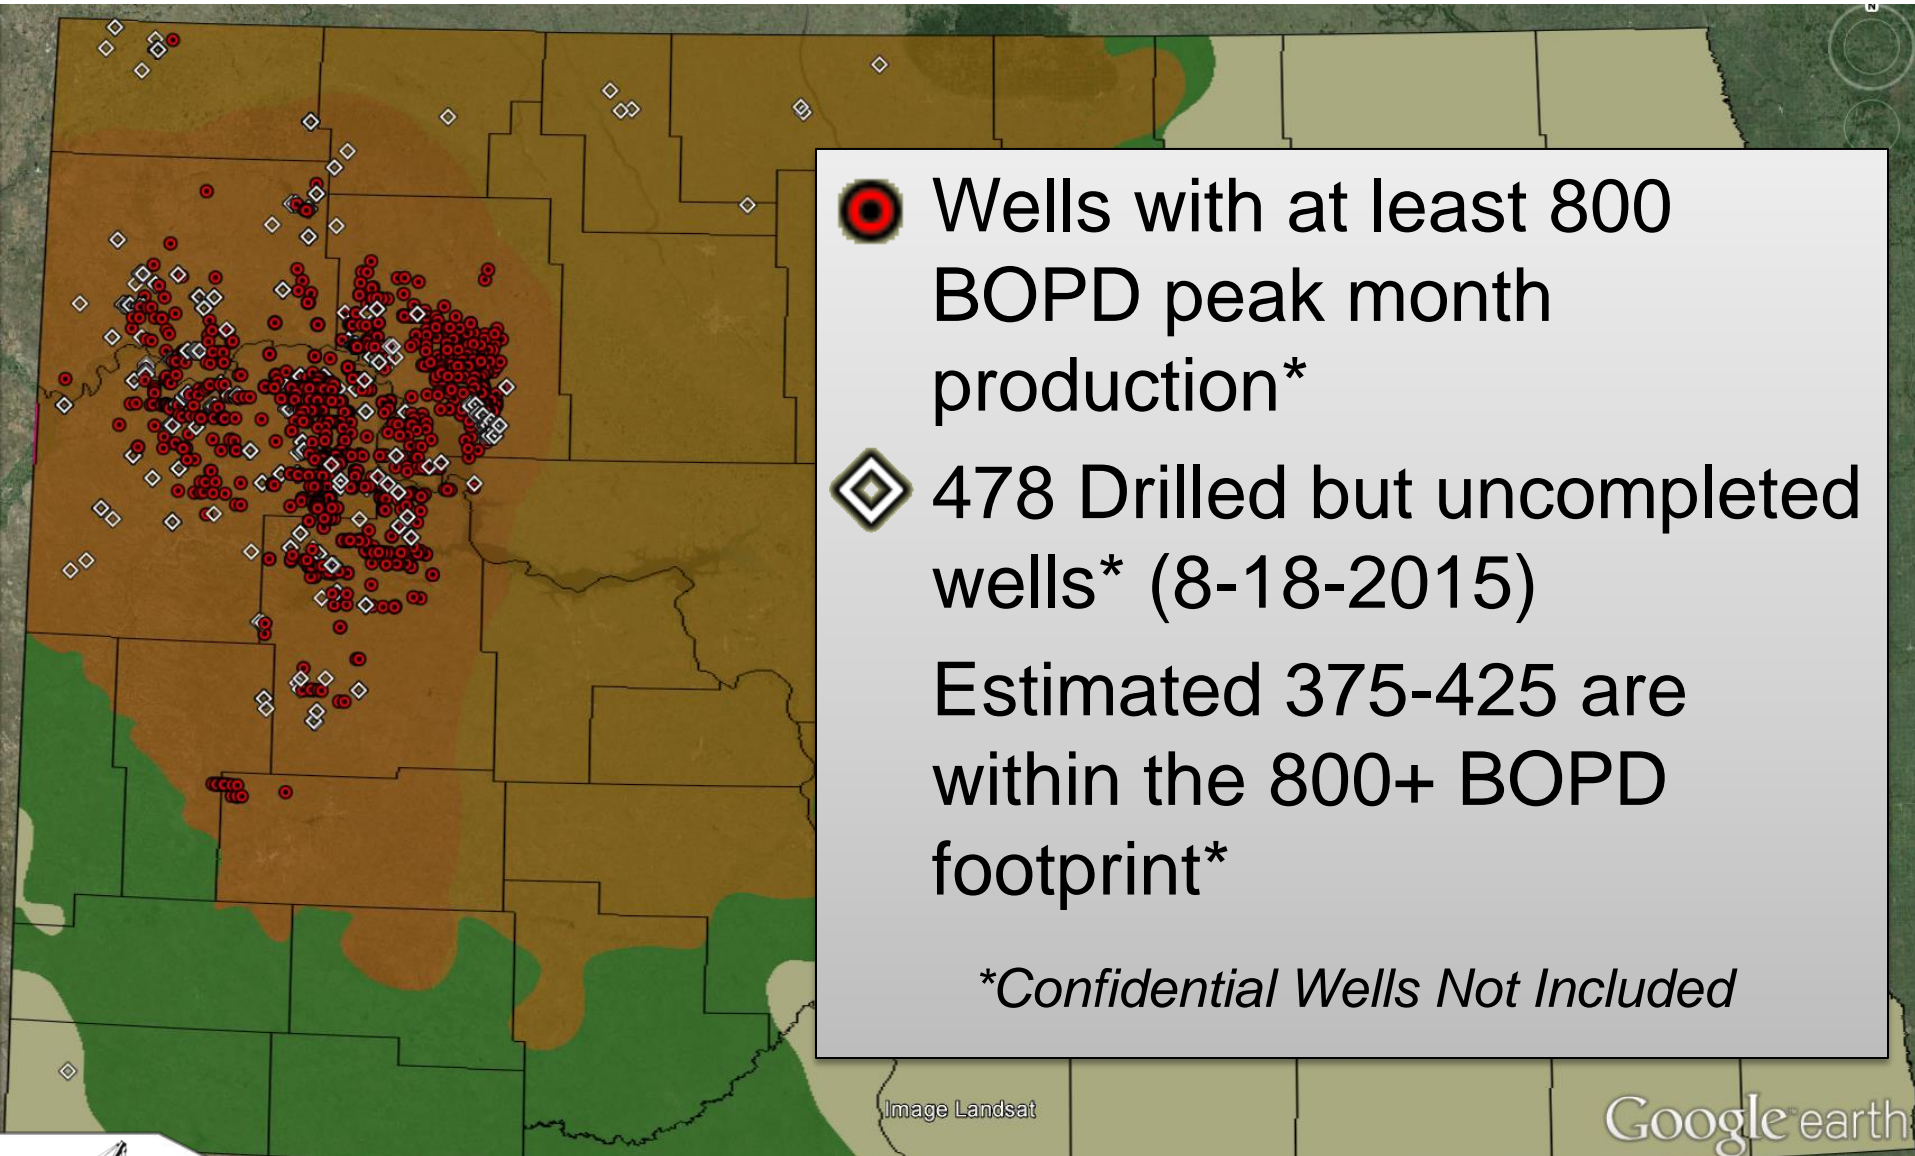 N
Wells with at least 800
BOPD peak month
production*
478 Drilled but uncompleted
wells* (8-18-2015)
Estimated 375-425 are
within the 800+ BOPD
footprint*
*Confidential Wells Not Included
Image Landsat
Google earth